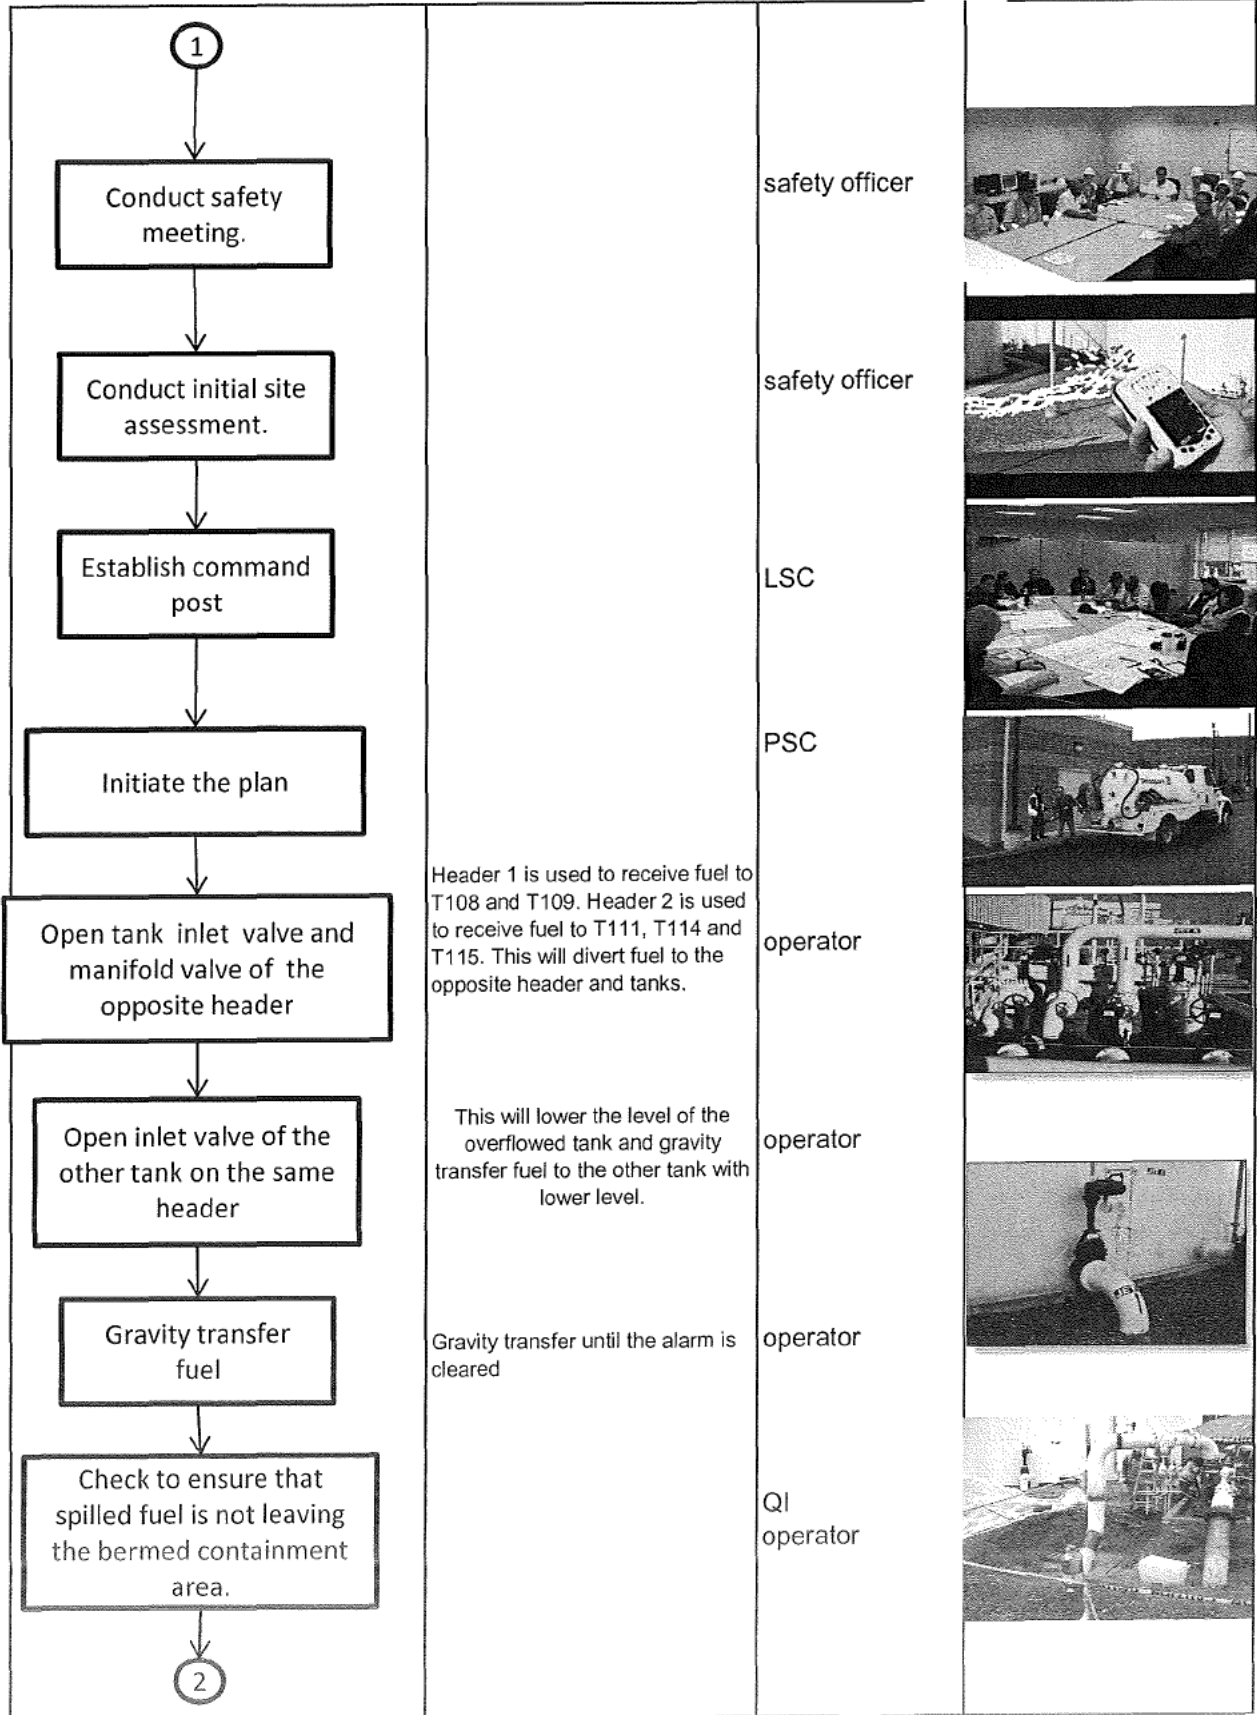 1
Conduct safety
meeting.
safety officer
Conduct initial site
assessment.
safety officer
Establish command
post
LSC
Initiate the plan
PSC
Open tank inlet valve and
manifold valve of the
opposite header
Header 1 is used to receive fuel to
T108 and T109. Header 2 is used
to receive fuel to T111, T114 and
T115. This will divert fuel to the
opposite header and tanks.
operator
Open inlet valve of the
other tank on the same
header
This will lower the level of the
overflowed tank and gravity
transfer fuel to the other tank with
lower level.
operator
Gravity transfer
fuel
Gravity transfer until the alarm is
cleared
operator
Check to ensure that
spilled fuel is not leaving
the bermed containment
area.
QI
operator
2